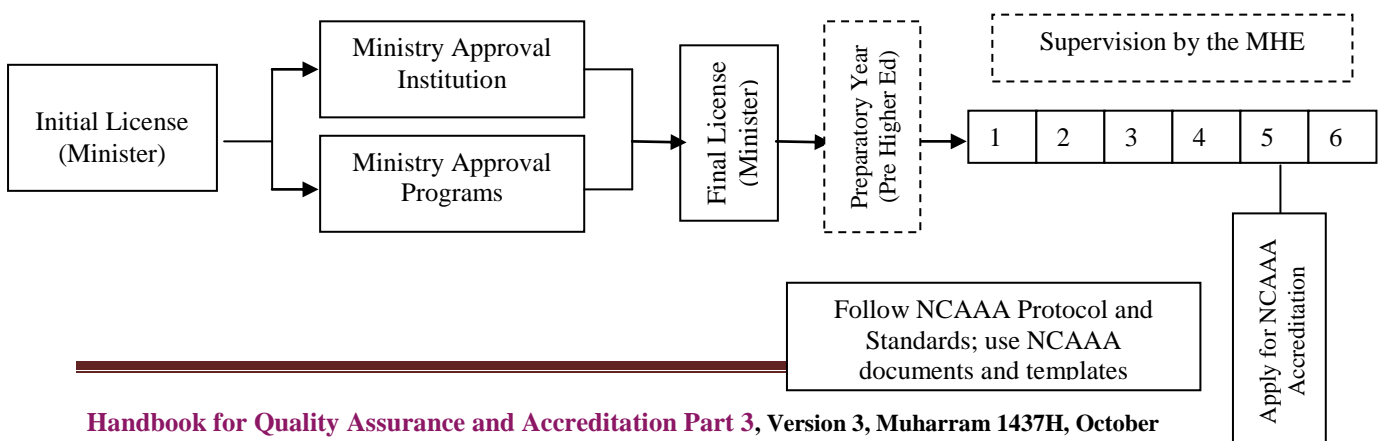 Initial License
(Minister)
Ministry Approval
Institution
Ministry Approval
Programs
Final License
(Minister)
Preparatory Year
(Pre Higher Ed)
Supervision by the MHE
1 2 3 4 5 6
Apply for NCAAA
Accreditation
Follow NCAAA Protocol and
Standards; use NCAAA
documents and templates
Handbook for Quality Assurance and Accreditation Part 3, Version 3, Muharram 1437H, October